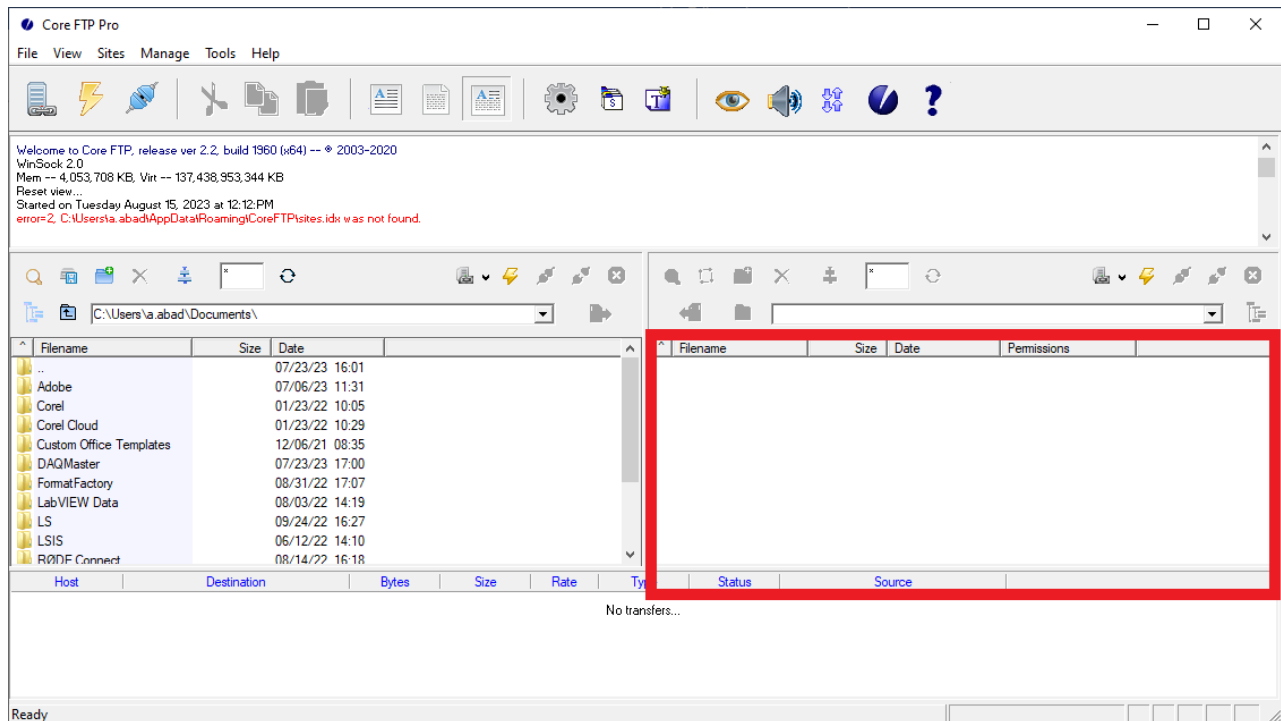 Core FTP Pro
File View Sites Manage Tools Help
Welcome to Core FTP, release ver 2.2, build 1960 (x64) -- © 2003-2020
WinSock 2.0
Mem -- 4,053,708 KB, Virt -- 137,438,953,344 KB
Reset view...
Started on Tuesday August 15, 2023 at 12:12:PM
error=2, C:\Users\a.abad\AppData\Roaming\CoreFTP\sites.idx was not found.
* *
C:\Users\a.abad\Documents\
^ Filename Size Date ^ Filename Size Date Permissions
.. 07/23/23 16:01
Adobe 07/06/23 11:31
Corel 01/23/22 10:05
Corel Cloud 01/23/22 10:29
Custom Office Templates 12/06/21 08:35
DAQMaster 07/23/23 17:00
FormatFactory 08/31/22 17:07
LabVIEW Data 08/03/22 14:19
LS 09/24/22 16:27
LSIS 06/12/22 14:10
RØDE Connect 08/14/22 16:18
Host Destination Bytes Size Rate Status Source
No transfers...
Ready